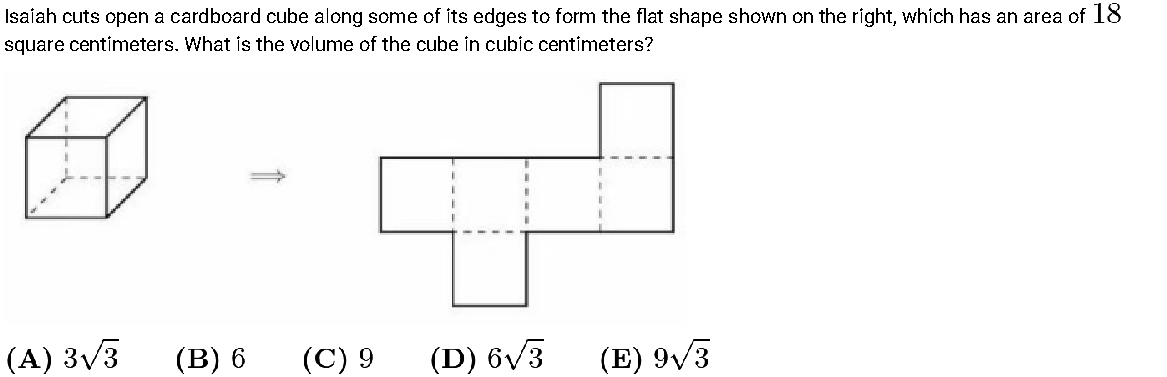 Isaiah cuts open a cardboard cube along some of its edges to form the flat shape shown on the right, which has an area of 18
square centimeters. What is the volume of the cube in cubic centimeters?
⟹
(A) 3√3 (B) 6 (C) 9 (D) 6√3 (E) 9√3